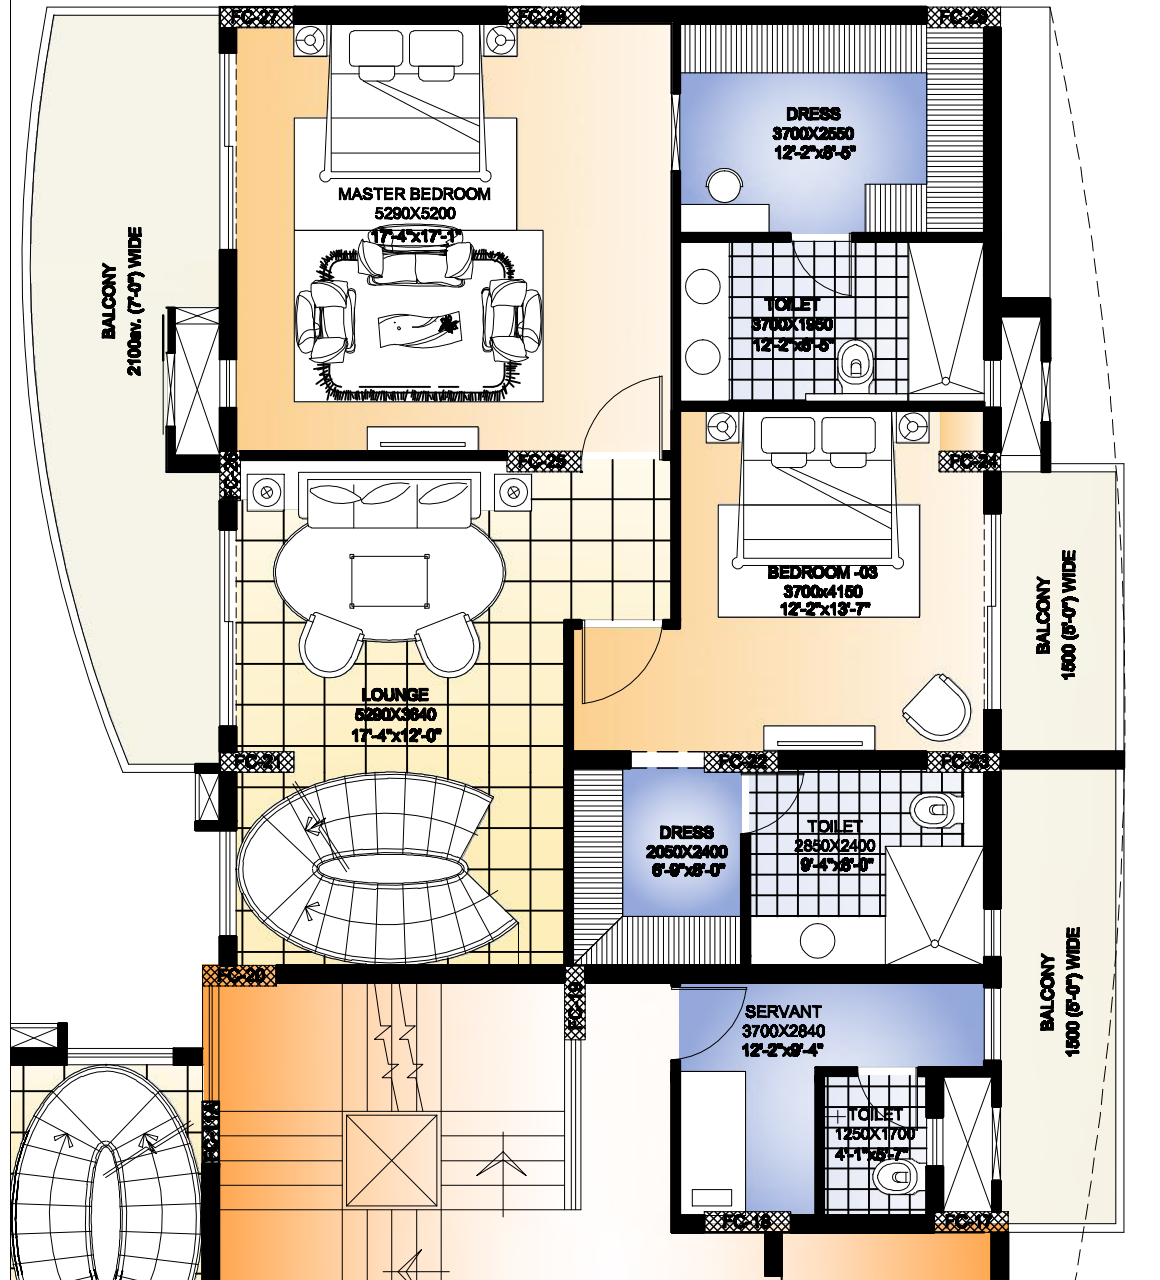 FC-27
FC-26
DRESS
3700X2550
12'-2"x8'-5"
MASTER BEDROOM
5290X5200
17'-4"x17'-1"
BALCONY
2100av. (7'-0") WIDE
TOILET
3700X1950
12'-2"x6'-5"
FC-25
FC-24
BEDROOM -03
3700x4150
12'-2"x13'-7"
BALCONY
1500 (5'-0") WIDE
LOUNGE
5290X3640
17'-4"x12'-0"
FC-21
FC-22
FC-23
DRESS
2050X2400
6'-9"x8'-0"
TOILET
2850X2400
9'-4"x8'-0"
BALCONY
1500 (5'-0") WIDE
FC-20
FC-19
SERVANT
3700X2840
12'-2"x9'-4"
TOILET
1250X1700
4'-1"x5'-7"
FC-18
FC-17